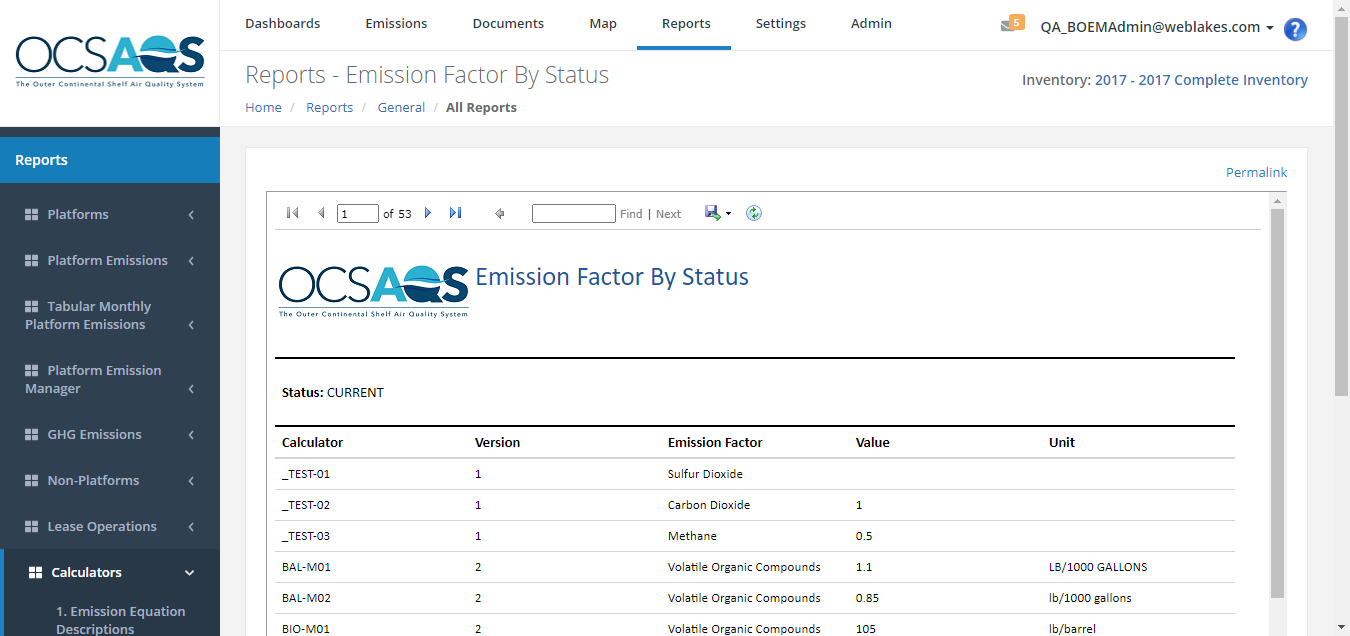 OCSAQS
The Outer Continental Shelf Air Quality System
Dashboards Emissions Documents Map Reports Settings Admin
5 QA_BOEMAdmin@weblakes.com ?
Reports - Emission Factor By Status
Inventory: 2017 - 2017 Complete Inventory
Home / Reports / General / All Reports
Reports
Platforms
Platform Emissions
Tabular Monthly
Platform Emissions
Platform Emission
Manager
GHG Emissions
Non-Platforms
Lease Operations
Calculators
1. Emission Equation
Descriptions
Permalink
1 of 53 Find | Next
OCSAQS
The Outer Continental Shelf Air Quality System
Emission Factor By Status
Status: CURRENT
Calculator Version Emission Factor Value Unit
_TEST-01 1 Sulfur Dioxide
_TEST-02 1 Carbon Dioxide 1
_TEST-03 1 Methane 0.5
BAL-M01 2 Volatile Organic Compounds 1.1 LB/1000 GALLONS
BAL-M02 2 Volatile Organic Compounds 0.85 lb/1000 gallons
BIO-M01 2 Volatile Organic Compounds 105 lb/barrel